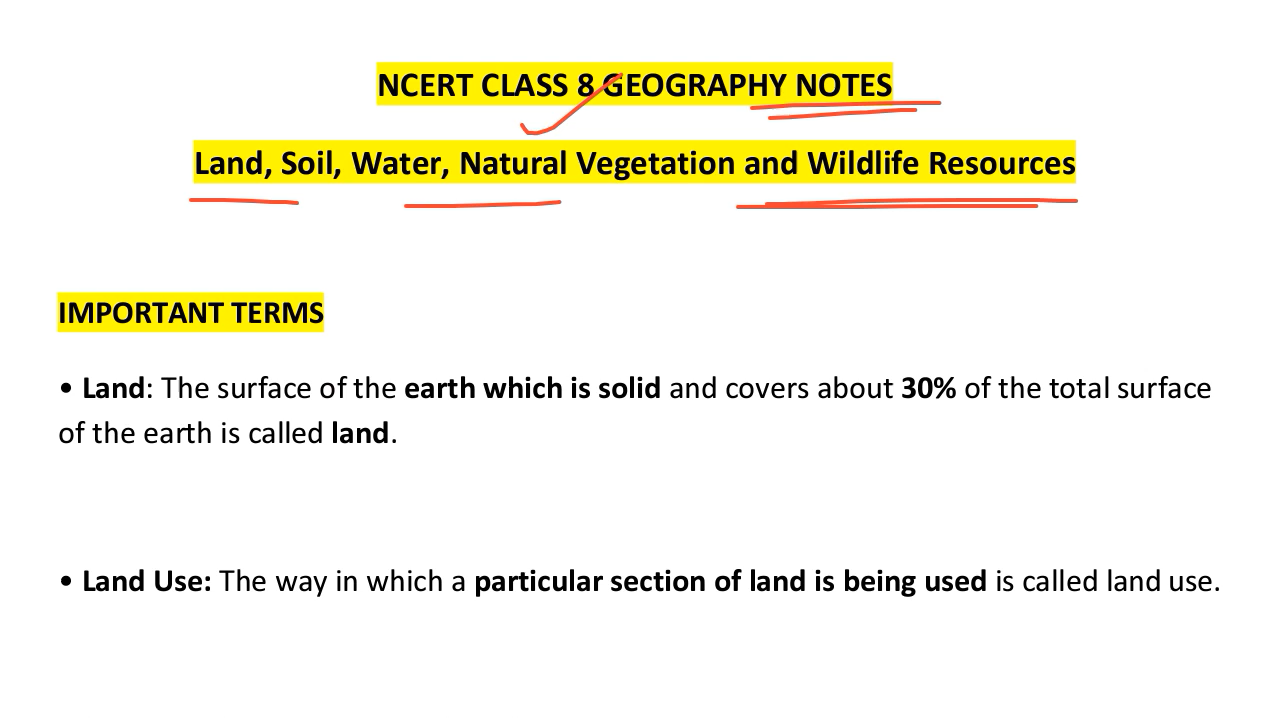 NCERT CLASS 8 GEOGRAPHY NOTES
Land, Soil, Water, Natural Vegetation and Wildlife Resources
IMPORTANT TERMS
• Land: The surface of the earth which is solid and covers about 30% of the total surface
of the earth is called land.
• Land Use: The way in which a particular section of land is being used is called land use.